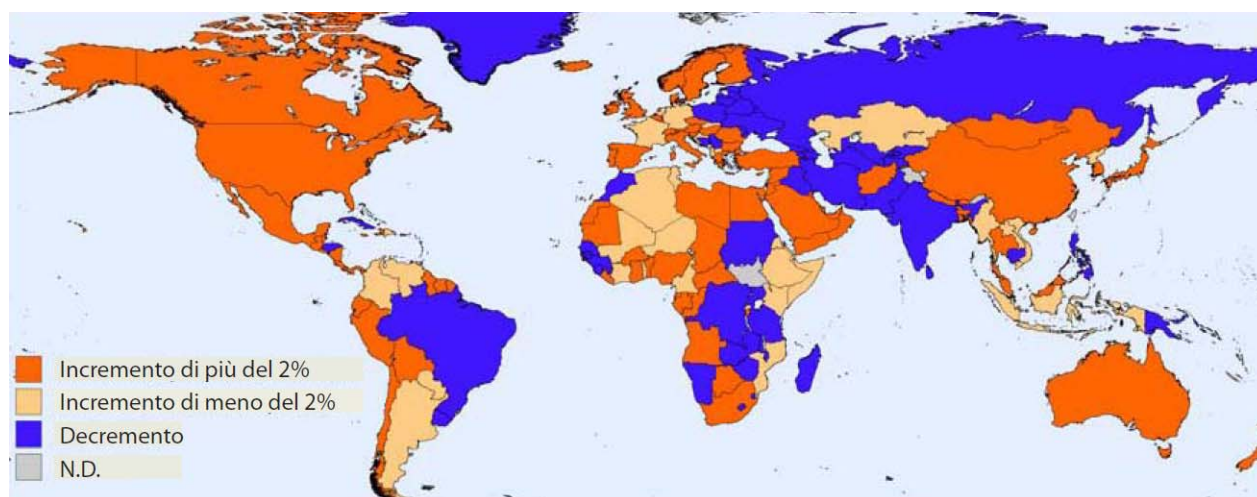 Incremento di più del 2%
Incremento di meno del 2%
Decremento
N.D.